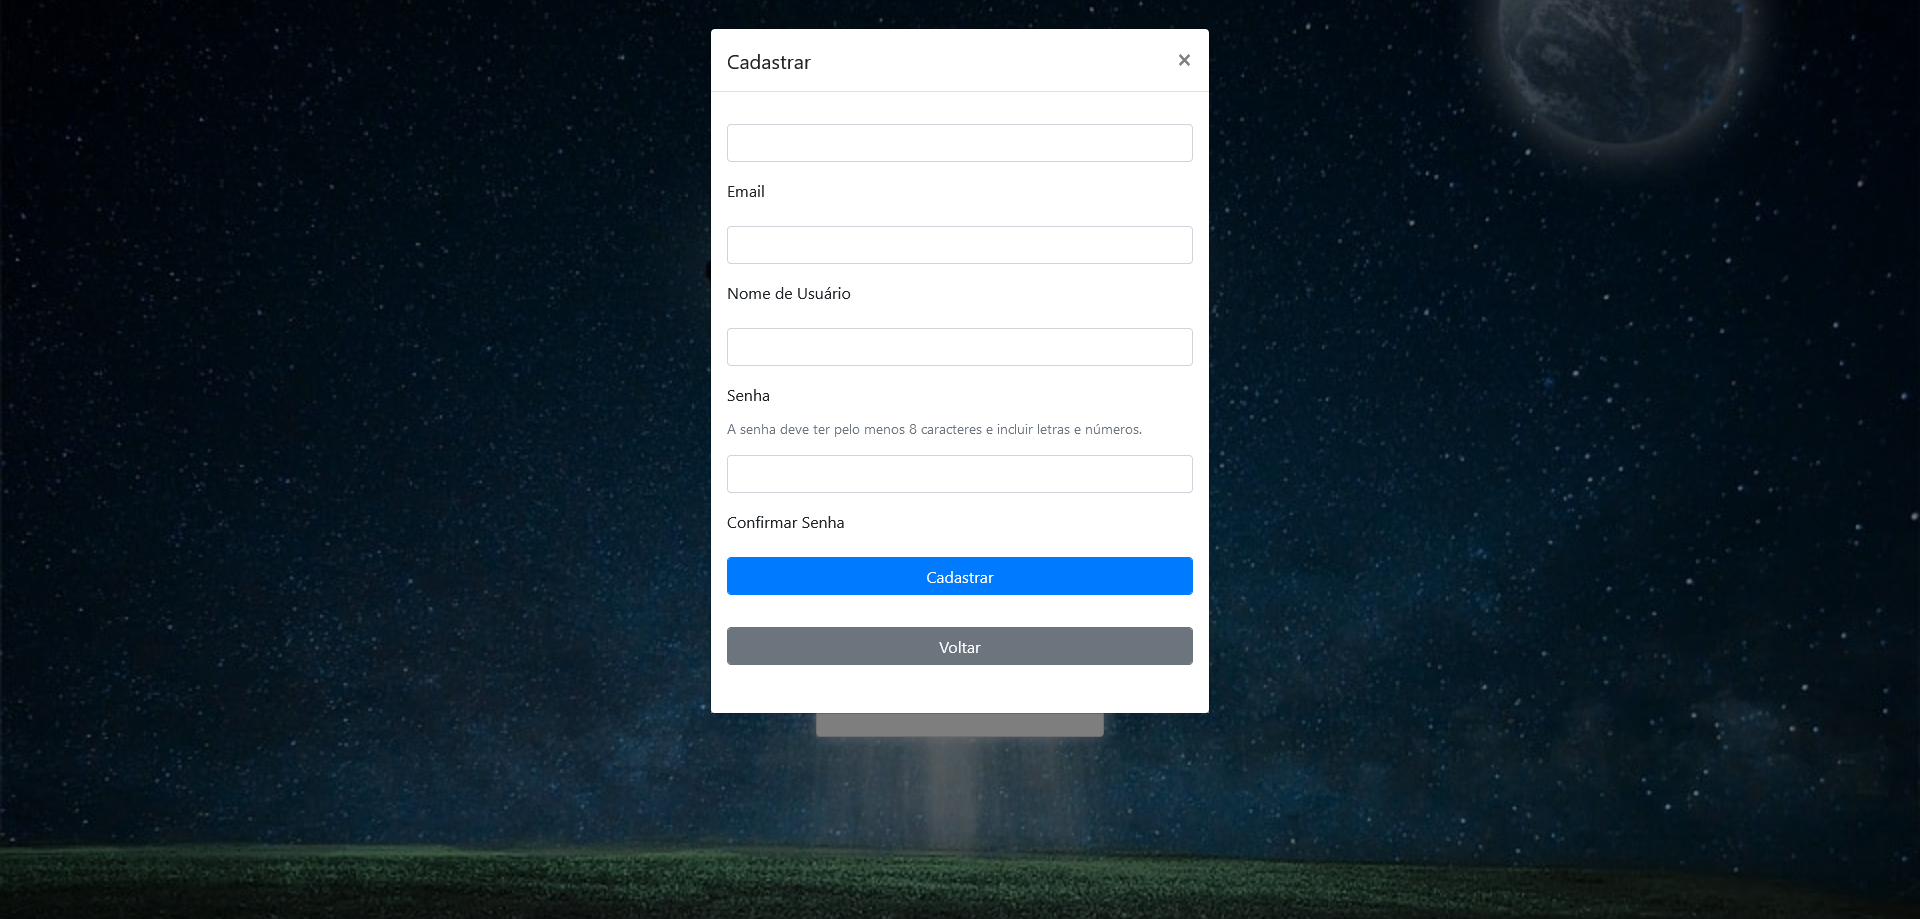 Cadastrar
×
Email
Nome de Usuário
Senha
A senha deve ter pelo menos 8 caracteres e incluir letras e números.
Confirmar Senha
Cadastrar
Voltar